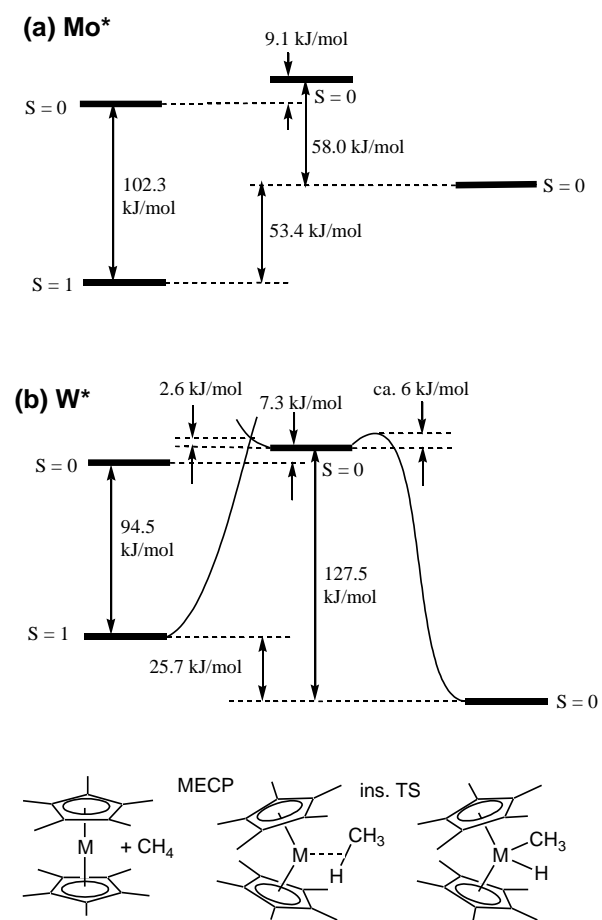 (a) Mo*
9.1 kJ/mol
S = 0
S = 0
58.0 kJ/mol
102.3
kJ/mol
S = 0
53.4 kJ/mol
S = 1
(b) W*
2.6 kJ/mol
7.3 kJ/mol
ca. 6 kJ/mol
S = 0
S = 0
94.5
kJ/mol
127.5
kJ/mol
S = 1
25.7 kJ/mol
S = 0
MECP
ins. TS
M
+ CH4
M
CH3
H
M
CH3
H